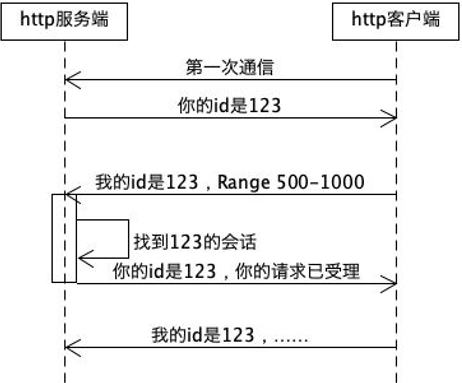 http服务端
http客户端
第一次通信
你的id是123
我的id是123，Range 500-1000
找到123的会话
你的id是123，你的请求已受理
我的id是123，……